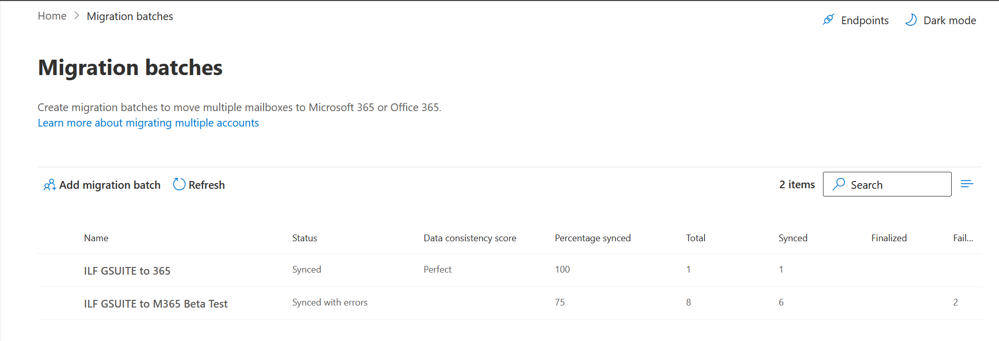 Home > Migration batches
Endpoints Dark mode
Migration batches
Create migration batches to move multiple mailboxes to Microsoft 365 or Office 365.
Learn more about migrating multiple accounts
Add migration batch Refresh 2 items Search
Name Status Data consistency score Percentage synced Total Synced Finalized Fail...
ILF GSUITE to 365 Synced Perfect 100 1 1
ILF GSUITE to M365 Beta Test Synced with errors 75 8 6 2